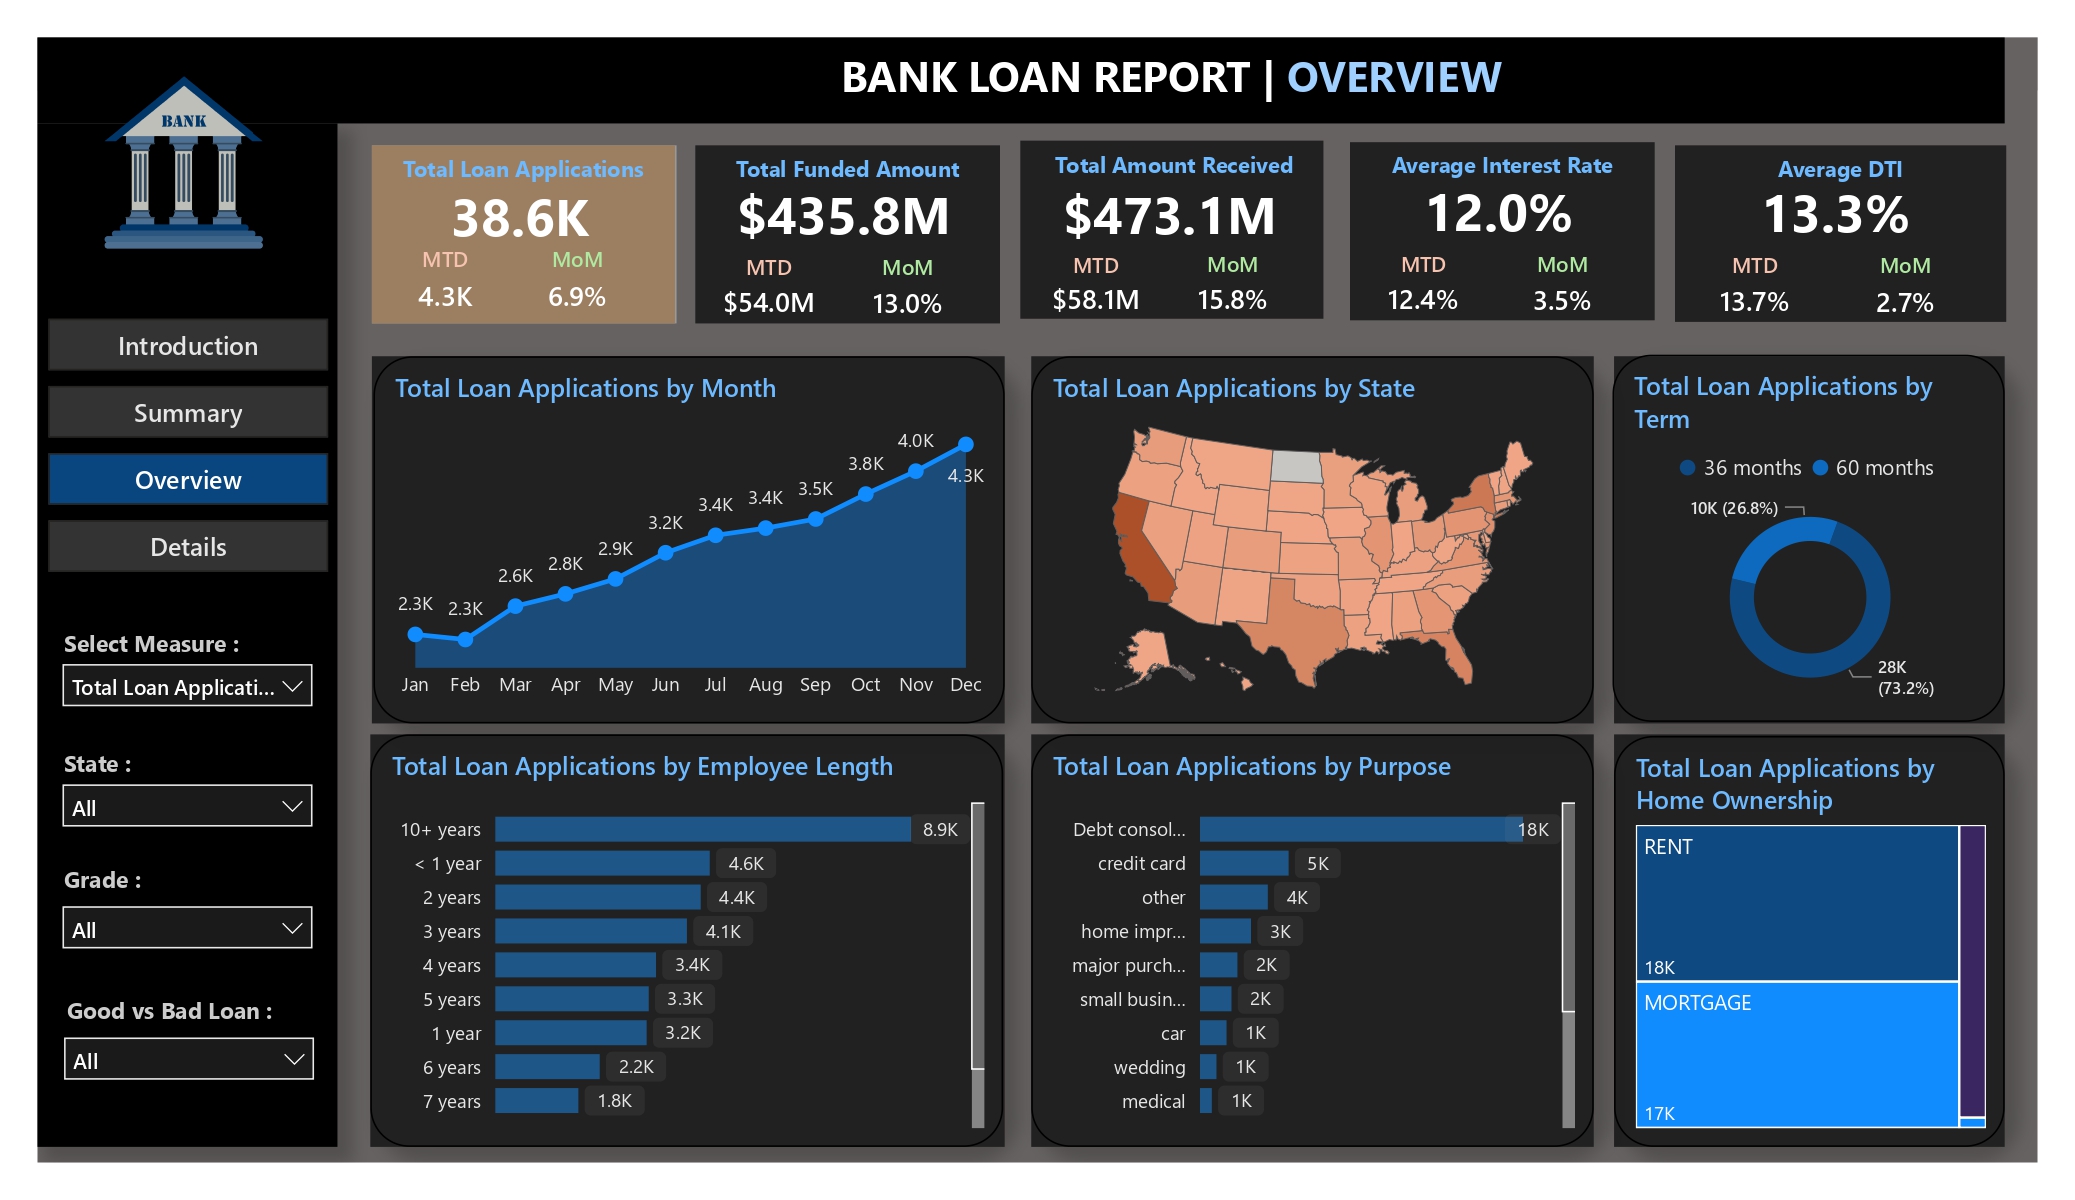 BANK LOAN REPORT | OVERVIEW
BANK
Introduction
Summary
Overview
Details
Select Measure :
Total Loan Applicati...
State :
All
Grade :
All
Good vs Bad Loan :
All
Total Loan Applications
38.6K
MTD MoM
4.3K 6.9%
Total Funded Amount
$435.8M
MTD MoM
$54.0M 13.0%
Total Amount Received
$473.1M
MTD MoM
$58.1M 15.8%
Average Interest Rate
12.0%
MTD MoM
12.4% 3.5%
Average DTI
13.3%
MTD MoM
13.7% 2.7%
Total Loan Applications by Month
2.3K 2.3K 2.6K 2.8K 2.9K 3.2K 3.4K 3.4K 3.5K 3.8K 4.0K 4.3K
Jan Feb Mar Apr May Jun Jul Aug Sep Oct Nov Dec
Total Loan Applications by State
Total Loan Applications by
Term
36 months 60 months
10K (26.8%)
28K
(73.2%)
Total Loan Applications by Employee Length
10+ years 8.9K
< 1 year 4.6K
2 years 4.4K
3 years 4.1K
4 years 3.4K
5 years 3.3K
1 year 3.2K
6 years 2.2K
7 years 1.8K
Total Loan Applications by Purpose
Debt consol... 18K
credit card 5K
other 4K
home impr... 3K
major purch... 2K
small busin... 2K
car 1K
wedding 1K
medical 1K
Total Loan Applications by
Home Ownership
RENT
18K
MORTGAGE
17K